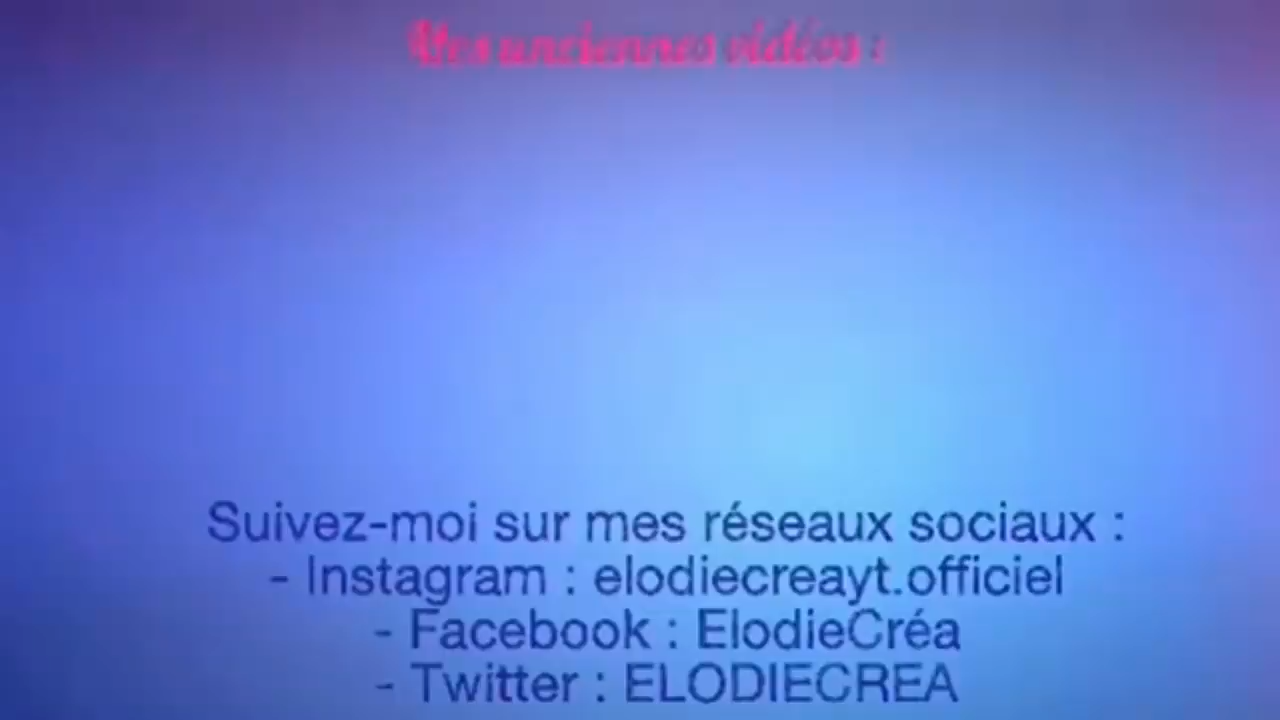 Mes anciennes vidéos :
Suivez-moi sur mes réseaux sociaux :
- Instagram : elodiecreayt.officiel
- Facebook : ElodieCréa
- Twitter : ELODIECREA